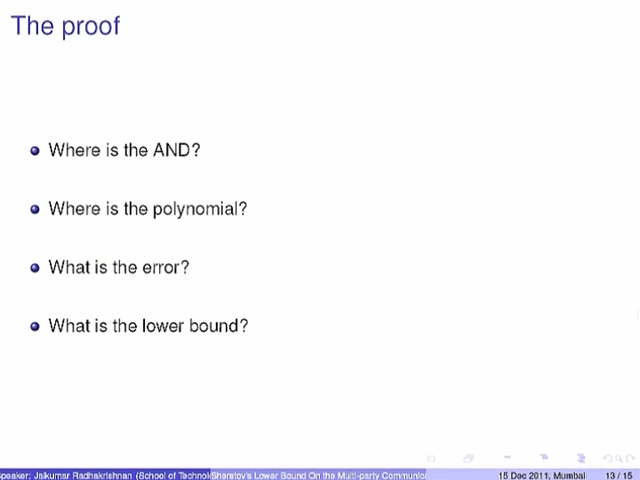 The proof
Where is the AND?
Where is the polynomial?
What is the error?
What is the lower bound?
Speaker: Jaikumar Radhakrishnan (School of Technol Sherstov's Lower Bound On the Multi-party Communic 15 Dec 2011, Mumbai 13 / 15